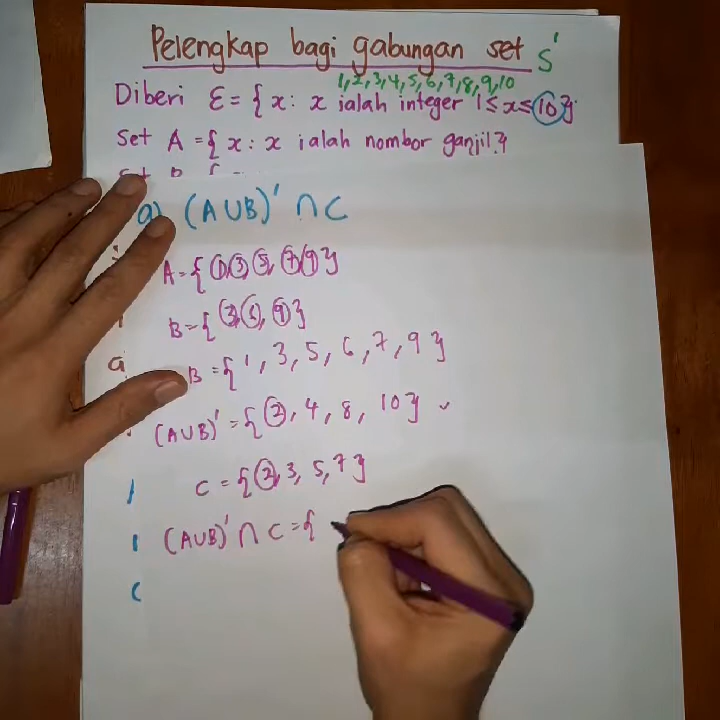 Pelengkap bagi gabungan set S'
1,2,3,4,5,6,7,8,9,10
Diberi ε = { x : x ialah integer 1 ≤ x ≤ 10 }
Set A = { x : x ialah nombor ganjil }
a) (A∪B)' ∩ C
A = { 1, 3, 5, 7, 9 }
B = { 3, 6, 9 }
B = { 1, 3, 5, 6, 7, 9 }
(A∪B)' = { 2, 4, 8, 10 } ✓
C = { 2, 3, 5, 7 }
(A∪B)' ∩ C = {